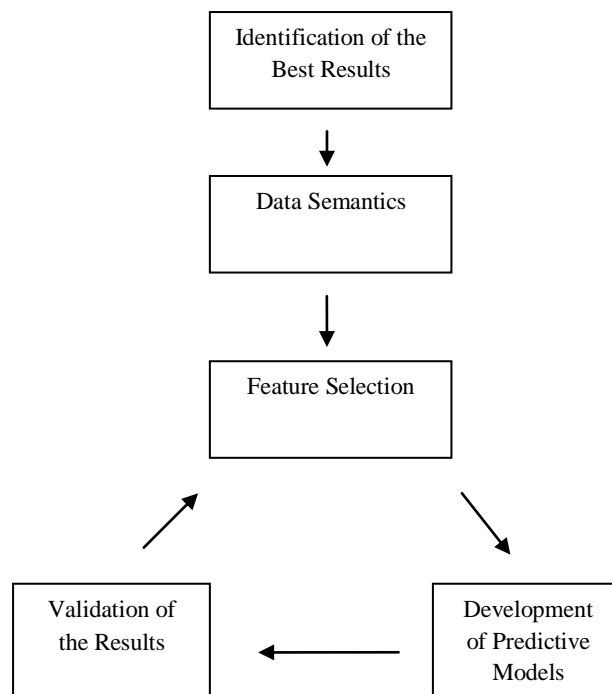 Identification of the
Best Results
Data Semantics
Feature Selection
Validation of
the Results
Development
of Predictive
Models